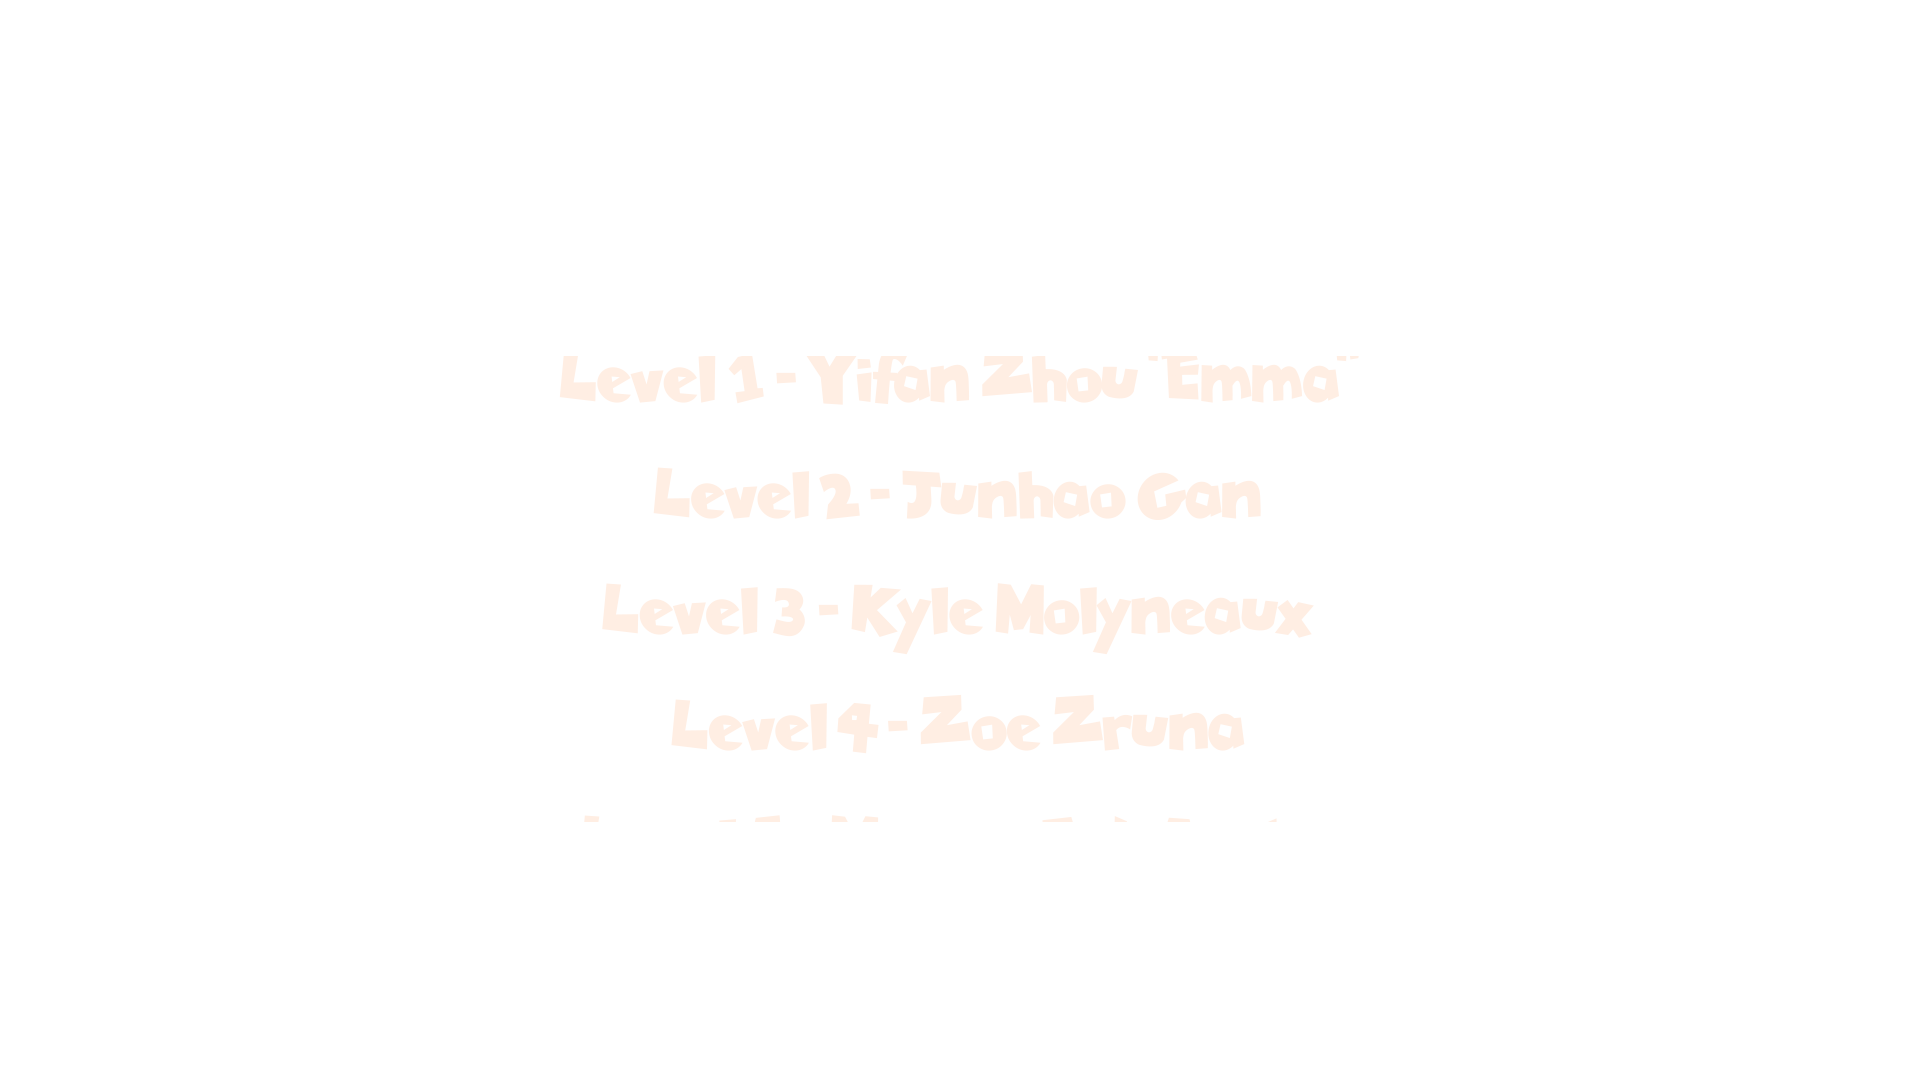 Level 1 - Yifan Zhou "Emma"
Level 2 - Junhao Gan
Level 3 - Kyle Molyneaux
Level 4 - Zoe Zruna